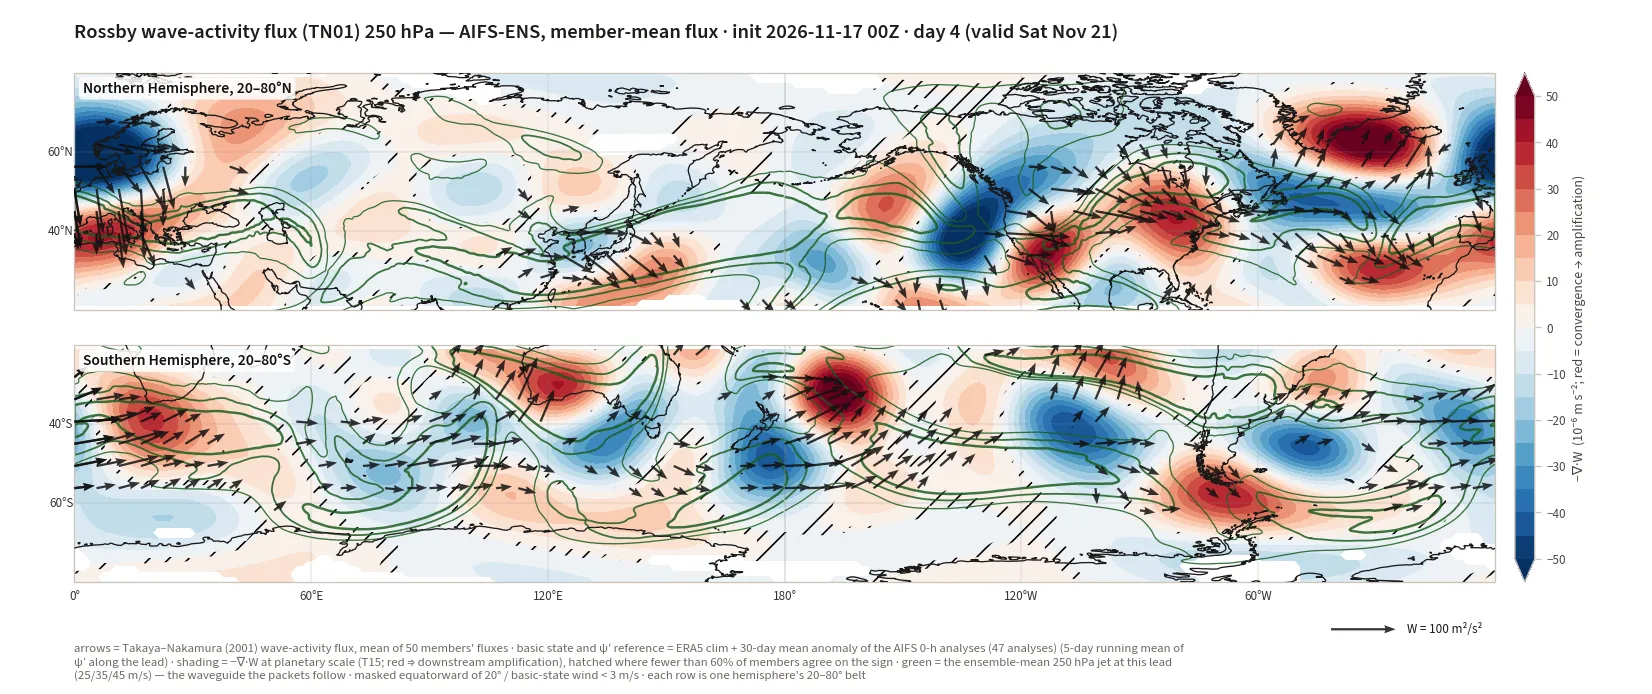 Rossby wave-activity flux (TN01) 250 hPa — AIFS-ENS, member-mean flux · init 2026-11-17 00Z · day 4 (valid Sat Nov 21)
Northern Hemisphere, 20–80°N
60°N
40°N
Southern Hemisphere, 20–80°S
40°S
60°S
0°
60°E
120°E
180°
120°W
60°W
50
40
30
20
10
0
−10
−20
−30
−40
−50
−∇·W (10⁻⁶ m s⁻²; red = convergence → amplification)
W = 100 m²/s²
arrows = Takaya–Nakamura (2001) wave-activity flux, mean of 50 members' fluxes · basic state and ψ' reference = ERA5 clim + 30-day mean anomaly of the AIFS 0-h analyses (47 analyses) (5-day running mean of
ψ' along the lead) · shading = −∇·W at planetary scale (T15; red ⇒ downstream amplification), hatched where fewer than 60% of members agree on the sign · green = the ensemble-mean 250 hPa jet at this lead
(25/35/45 m/s) — the waveguide the packets follow · masked equatorward of 20° / basic-state wind < 3 m/s · each row is one hemisphere's 20–80° belt